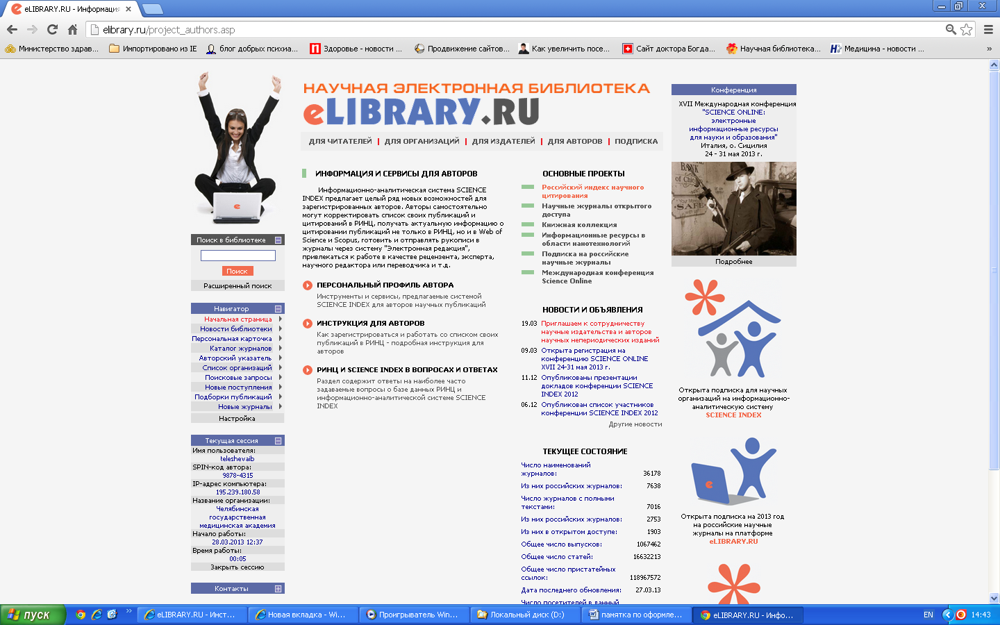 eLIBRARY.RU - Информация
elibrary.ru/project_authors.asp
Министерство здрав...
Импортировано из IE
блог добрых психиа...
Здоровье - новости ...
Продвижение сайтов...
Как увеличить посе...
Сайт доктора Богда...
Научная библиотека...
Медицина - новости ...
»
НАУЧНАЯ ЭЛЕКТРОННАЯ БИБЛИОТЕКА
eLIBRARY.RU
ДЛЯ ЧИТАТЕЛЕЙ | ДЛЯ ОРГАНИЗАЦИЙ | ДЛЯ ИЗДАТЕЛЕЙ | ДЛЯ АВТОРОВ | ПОДПИСКА
Поиск в библиотеке
Поиск
Расширенный поиск
Навигатор
Начальная страница
Новости библиотеки
Персональная карточка
Каталог журналов
Авторский указатель
Список организаций
Поисковые запросы
Новые поступления
Подборки публикаций
Новые журналы
Настройка
Текущая сессия
Имя пользователя:
teleshevaib
SPIN-код автора:
9878-4315
IP-адрес компьютера:
195.239.180.58
Название организации:
Челябинская
государственная
медицинская академия
Начало работы:
28.03.2013 12:37
Время работы:
00:05
Закрыть сессию
Контакты
ИНФОРМАЦИЯ И СЕРВИСЫ ДЛЯ АВТОРОВ
Информационно-аналитическая система SCIENCE
INDEX предлагает целый ряд новых возможностей для
зарегистрированных авторов. Авторы самостоятельно
могут корректировать список своих публикаций и
цитирований в РИНЦ, получать актуальную информацию о
цитировании публикаций не только в РИНЦ, но и в Web of
Science и Scopus, готовить и отправлять рукописи в
журналы через систему "Электронная редакция",
привлекаться к работе в качестве рецензента, эксперта,
научного редактора или переводчика и т.д.
ПЕРСОНАЛЬНЫЙ ПРОФИЛЬ АВТОРА
Инструменты и сервисы, предлагаемые системой
SCIENCE INDEX для авторов научных публикаций
ИНСТРУКЦИЯ ДЛЯ АВТОРОВ
Как зарегистрироваться и работать со списком своих
публикаций в РИНЦ - подробная инструкция для
авторов
РИНЦ И SCIENCE INDEX В ВОПРОСАХ И ОТВЕТАХ
Раздел содержит ответы на наиболее часто
задаваемые вопросы о базе данных РИНЦ и
информационно-аналитической системе SCIENCE
INDEX
ОСНОВНЫЕ ПРОЕКТЫ
Российский индекс научного
цитирования
Научные журналы открытого
доступа
Книжная коллекция
Информационные ресурсы в
области нанотехнологий
Подписка на российские
научные журналы
Международная конференция
Science Online
НОВОСТИ И ОБЪЯВЛЕНИЯ
19.03 Приглашаем к сотрудничеству
научные издательства и авторов
научных непериодических изданий
09.03 Открыта регистрация на
конференцию SCIENCE ONLINE
XVII 24-31 мая 2013 г.
11.12 Опубликованы презентации
докладов конференции SCIENCE
INDEX 2012
06.12 Опубликован список участников
конференции SCIENCE INDEX 2012
Другие новости
ТЕКУЩЕЕ СОСТОЯНИЕ
Число наименований
журналов: 36178
Из них российских журналов: 7638
Число журналов с полными
текстами: 7016
Из них российских журналов: 2753
Из них в открытом доступе: 1903
Общее число выпусков: 1067462
Общее число статей: 16632213
Общее число пристатейных
ссылок: 118967572
Дата последнего обновления: 27.03.13
Число посетителей в данный
Конференция
XVII Международная конференция
"SCIENCE ONLINE:
электронные
информационные ресурсы
для науки и образования"
Италия, о. Сицилия
24 - 31 мая 2013 г.
BANK
of Chic
SAFE
Подробнее
Открыта подписка для научных
организаций на информационно-
аналитическую систему
SCIENCE INDEX
Открыта подписка на 2013 год
на российские научные
журналы на платформе
eLIBRARY.RU
пуск
»
eLIBRARY.RU - Инст...
Новая вкладка - Wi...
Проигрыватель Win...
Локальный диск (D:)
памятка по оформле...
eLIBRARY.RU - Инфо...
EN
14:43